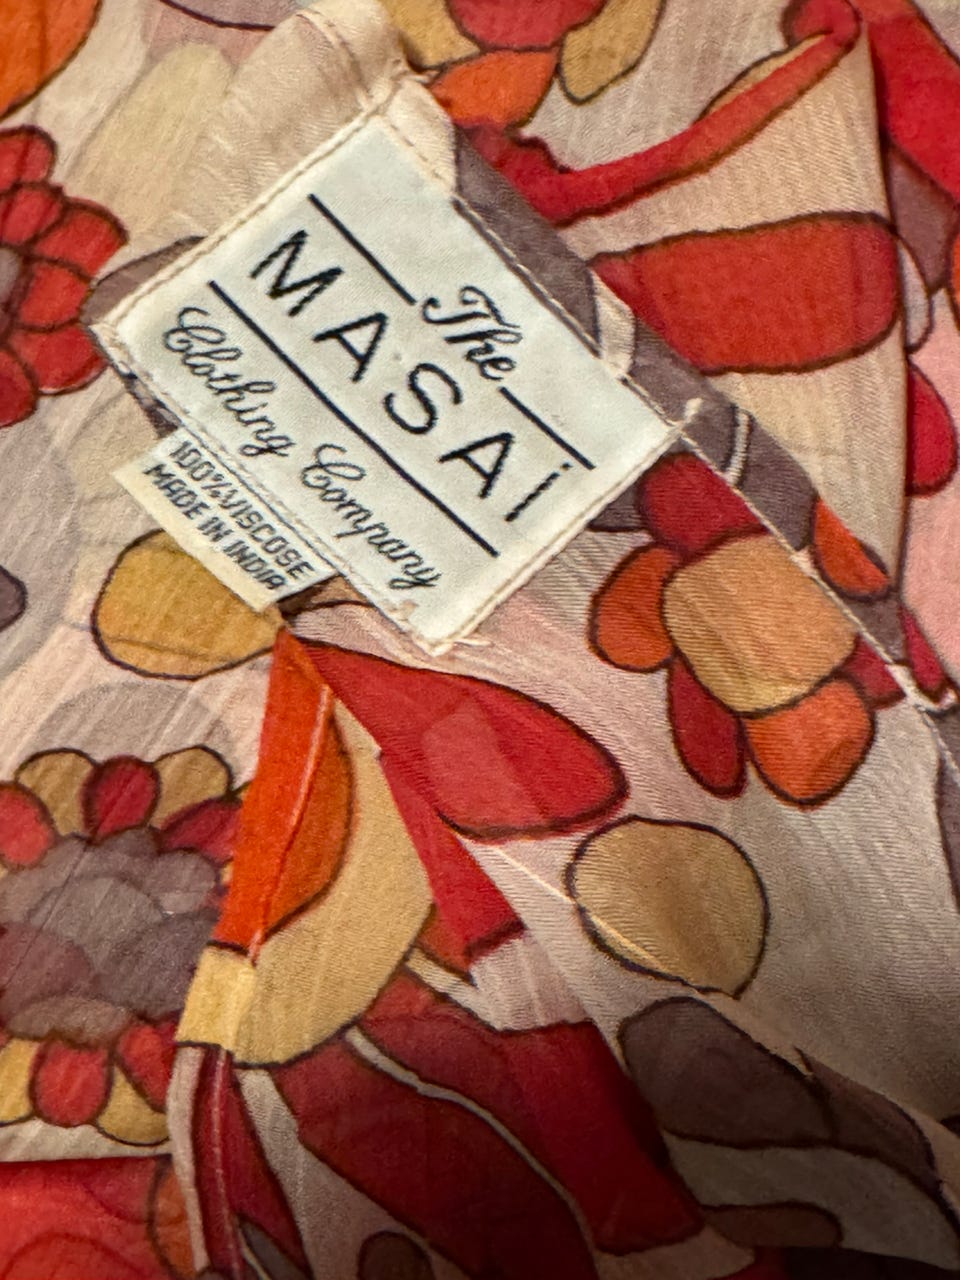 The
MASAi
Clothing Company
100%VISCOSE
MADE IN INDIA